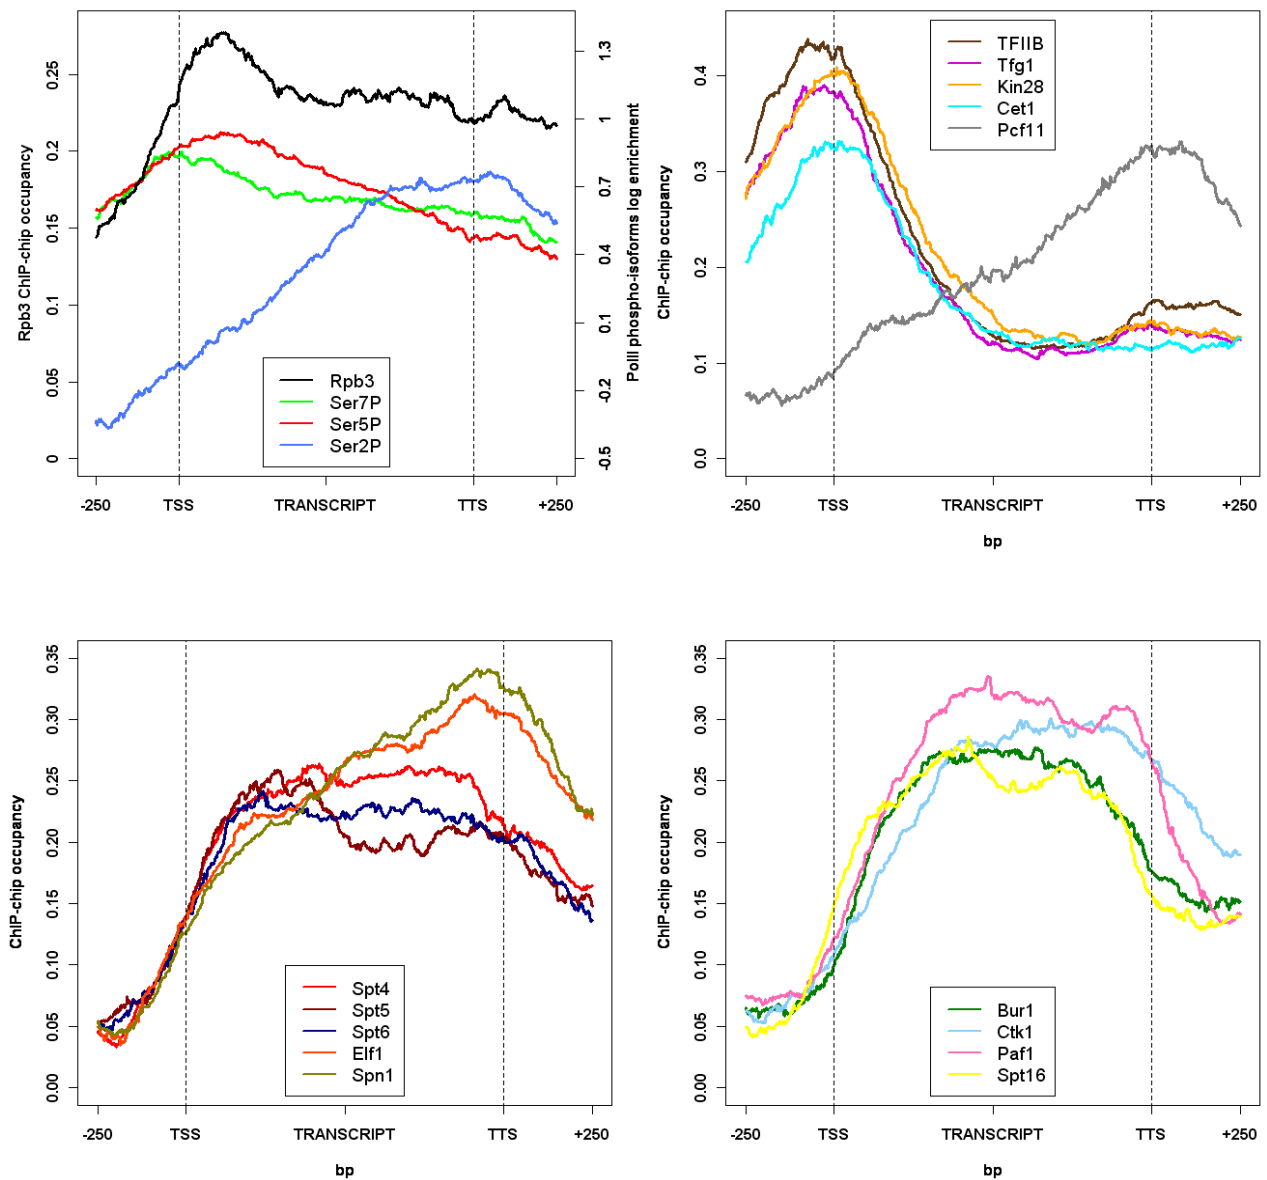 Rpb3 ChIP-chip occupancy
0.25
0.2
0.15
0.1
0.05
0
1.3
1
0.7
0.4
0.1
-0.2
-0.5
PolII phospho-isoforms log enrichment
Rpb3
Ser7P
Ser5P
Ser2P
-250 TSS TRANSCRIPT TTS +250
ChIP-chip occupancy
0.4
0.3
0.2
0.1
0.0
TFIIB
Tfg1
Kin28
Cet1
Pcf11
-250 TSS TRANSCRIPT TTS +250
bp
ChIP-chip occupancy
0.35
0.30
0.25
0.20
0.15
0.10
0.05
0.00
Spt4
Spt5
Spt6
Elf1
Spn1
-250 TSS TRANSCRIPT TTS +250
bp
ChIP-chip occupancy
0.35
0.30
0.25
0.20
0.15
0.10
0.05
0.00
Bur1
Ctk1
Paf1
Spt16
-250 TSS TRANSCRIPT TTS +250
bp